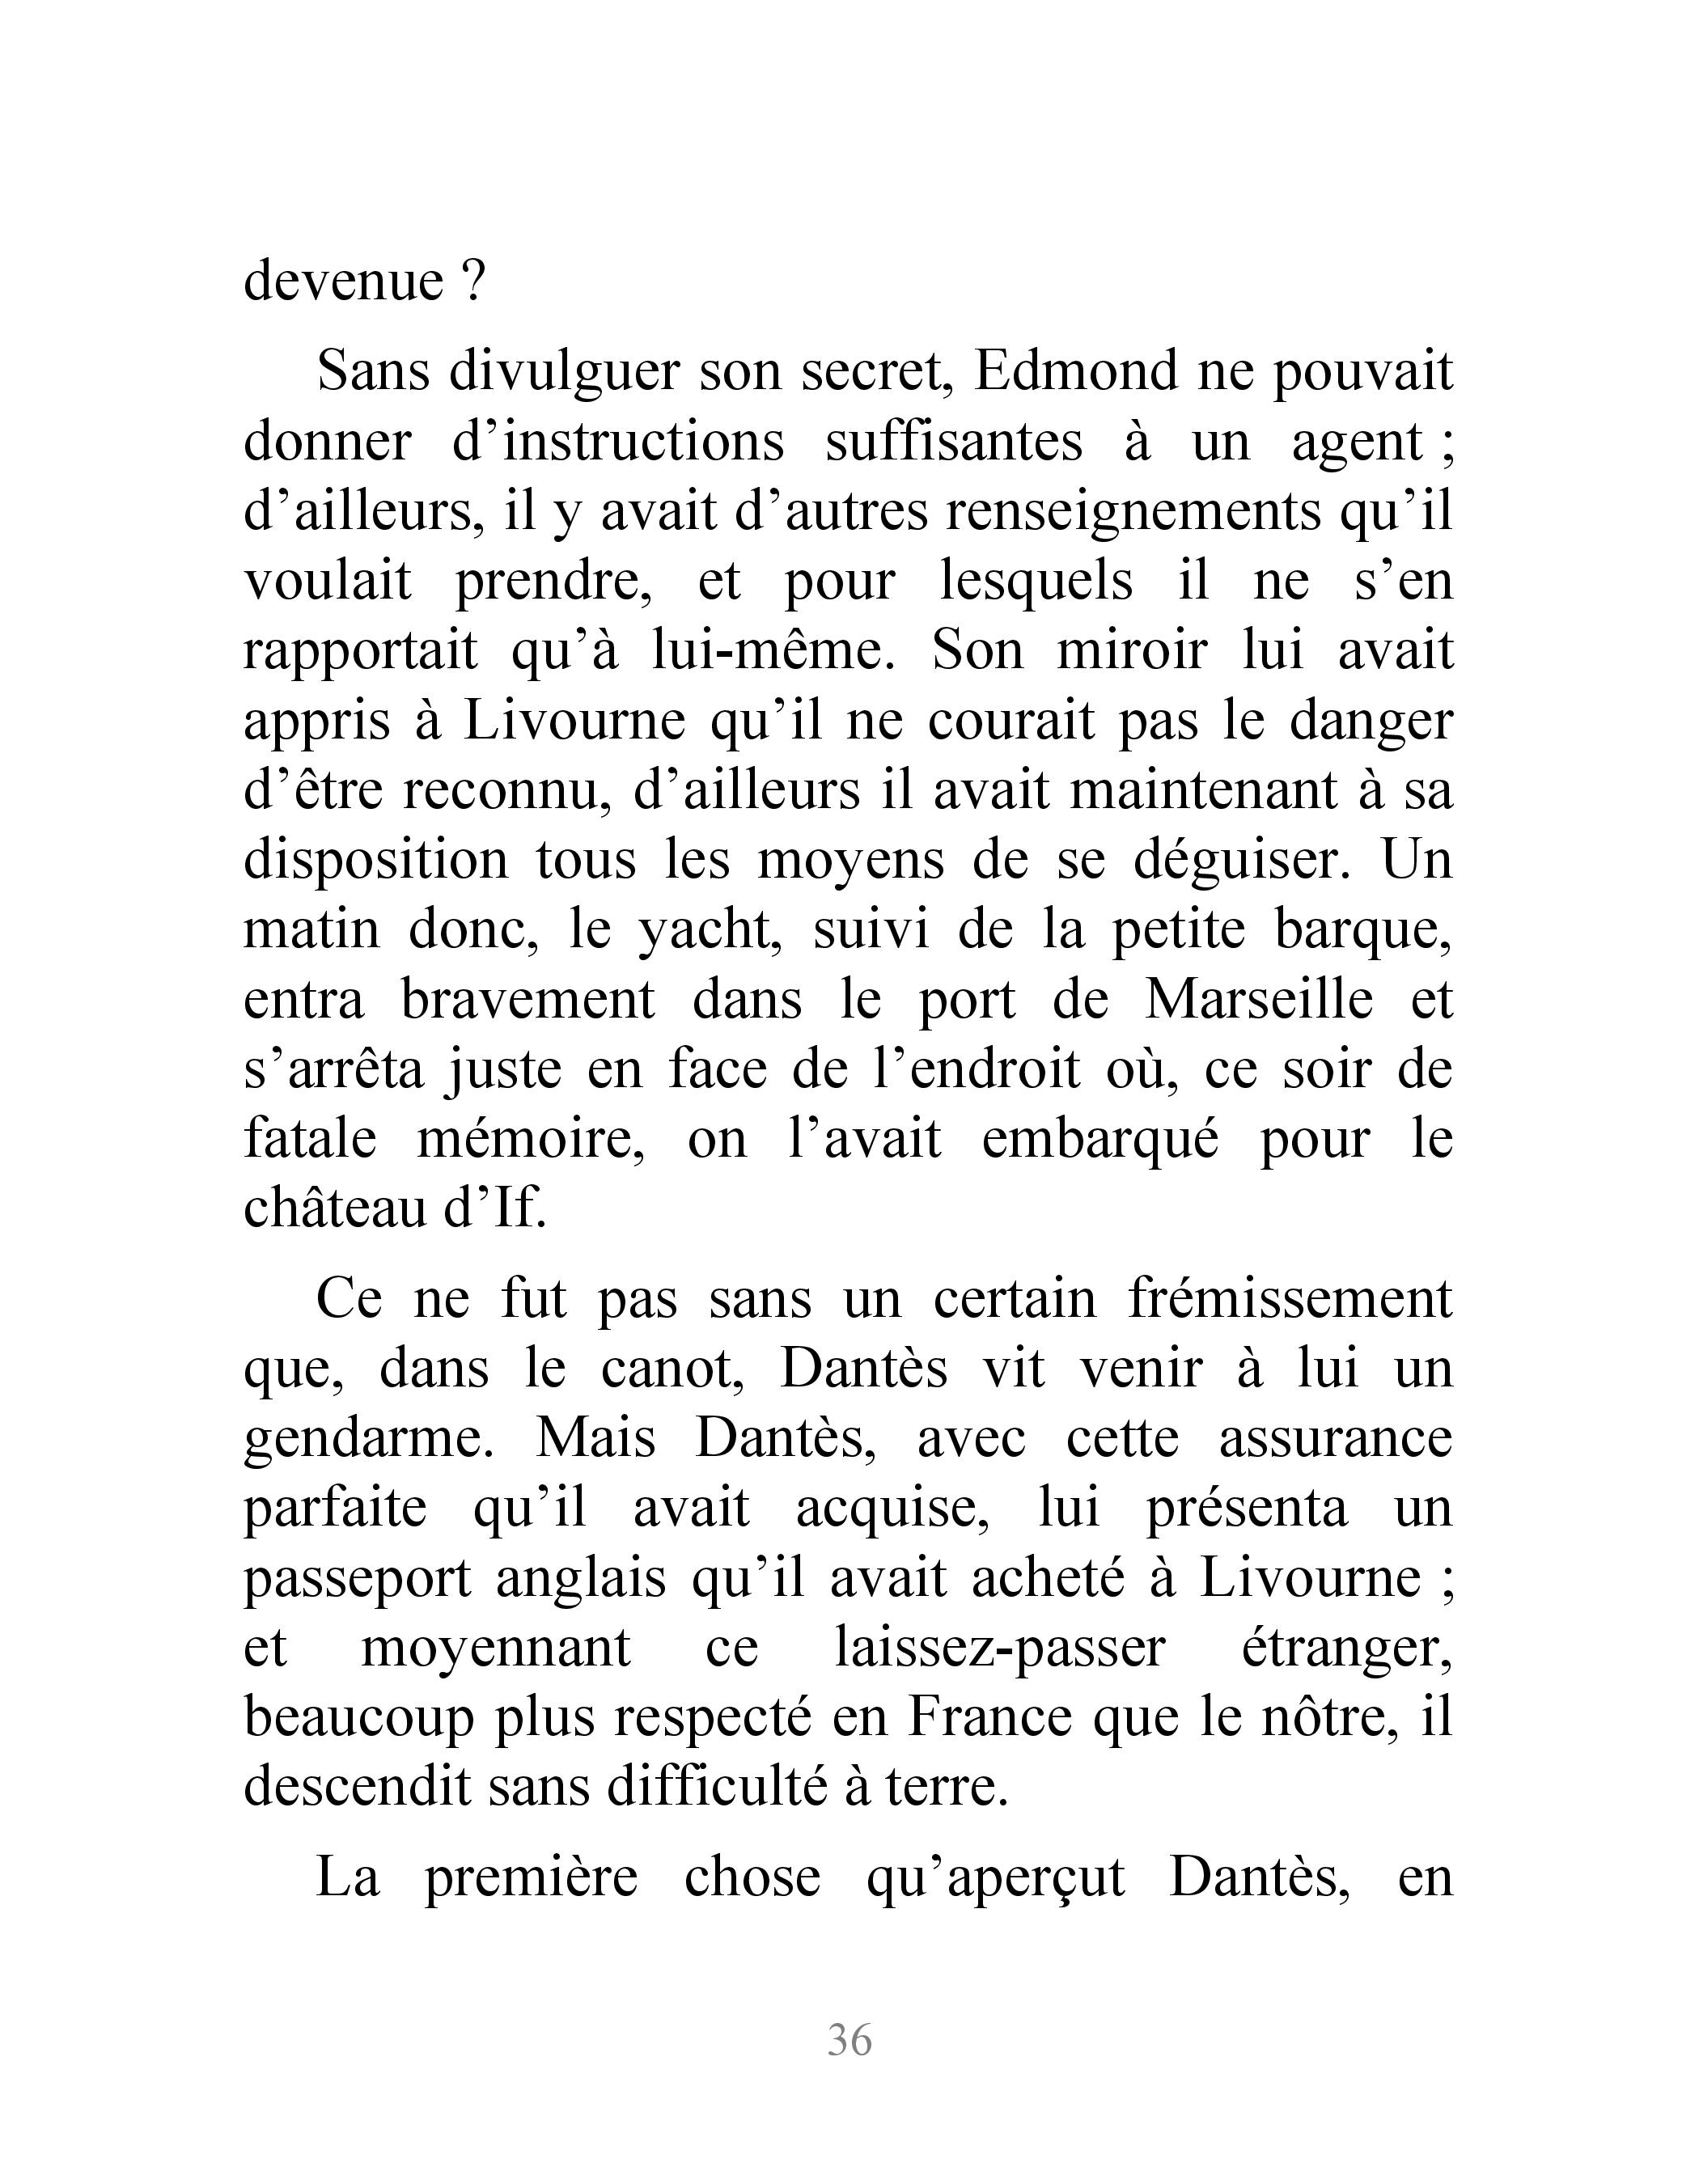 devenue ?
Sans divulguer son secret, Edmond ne pouvait
donner d’instructions suffisantes à un agent ;
d’ailleurs, il y avait d’autres renseignements qu’il
voulait prendre, et pour lesquels il ne s’en
rapportait qu’à lui-même. Son miroir lui avait
appris à Livourne qu’il ne courait pas le danger
d’être reconnu, d’ailleurs il avait maintenant à sa
disposition tous les moyens de se déguiser. Un
matin donc, le yacht, suivi de la petite barque,
entra bravement dans le port de Marseille et
s’arrêta juste en face de l’endroit où, ce soir de
fatale mémoire, on l’avait embarqué pour le
château d’If.
Ce ne fut pas sans un certain frémissement
que, dans le canot, Dantès vit venir à lui un
gendarme. Mais Dantès, avec cette assurance
parfaite qu’il avait acquise, lui présenta un
passeport anglais qu’il avait acheté à Livourne ;
et moyennant ce laissez-passer étranger,
beaucoup plus respecté en France que le nôtre, il
descendit sans difficulté à terre.
La première chose qu’aperçut Dantès, en
36